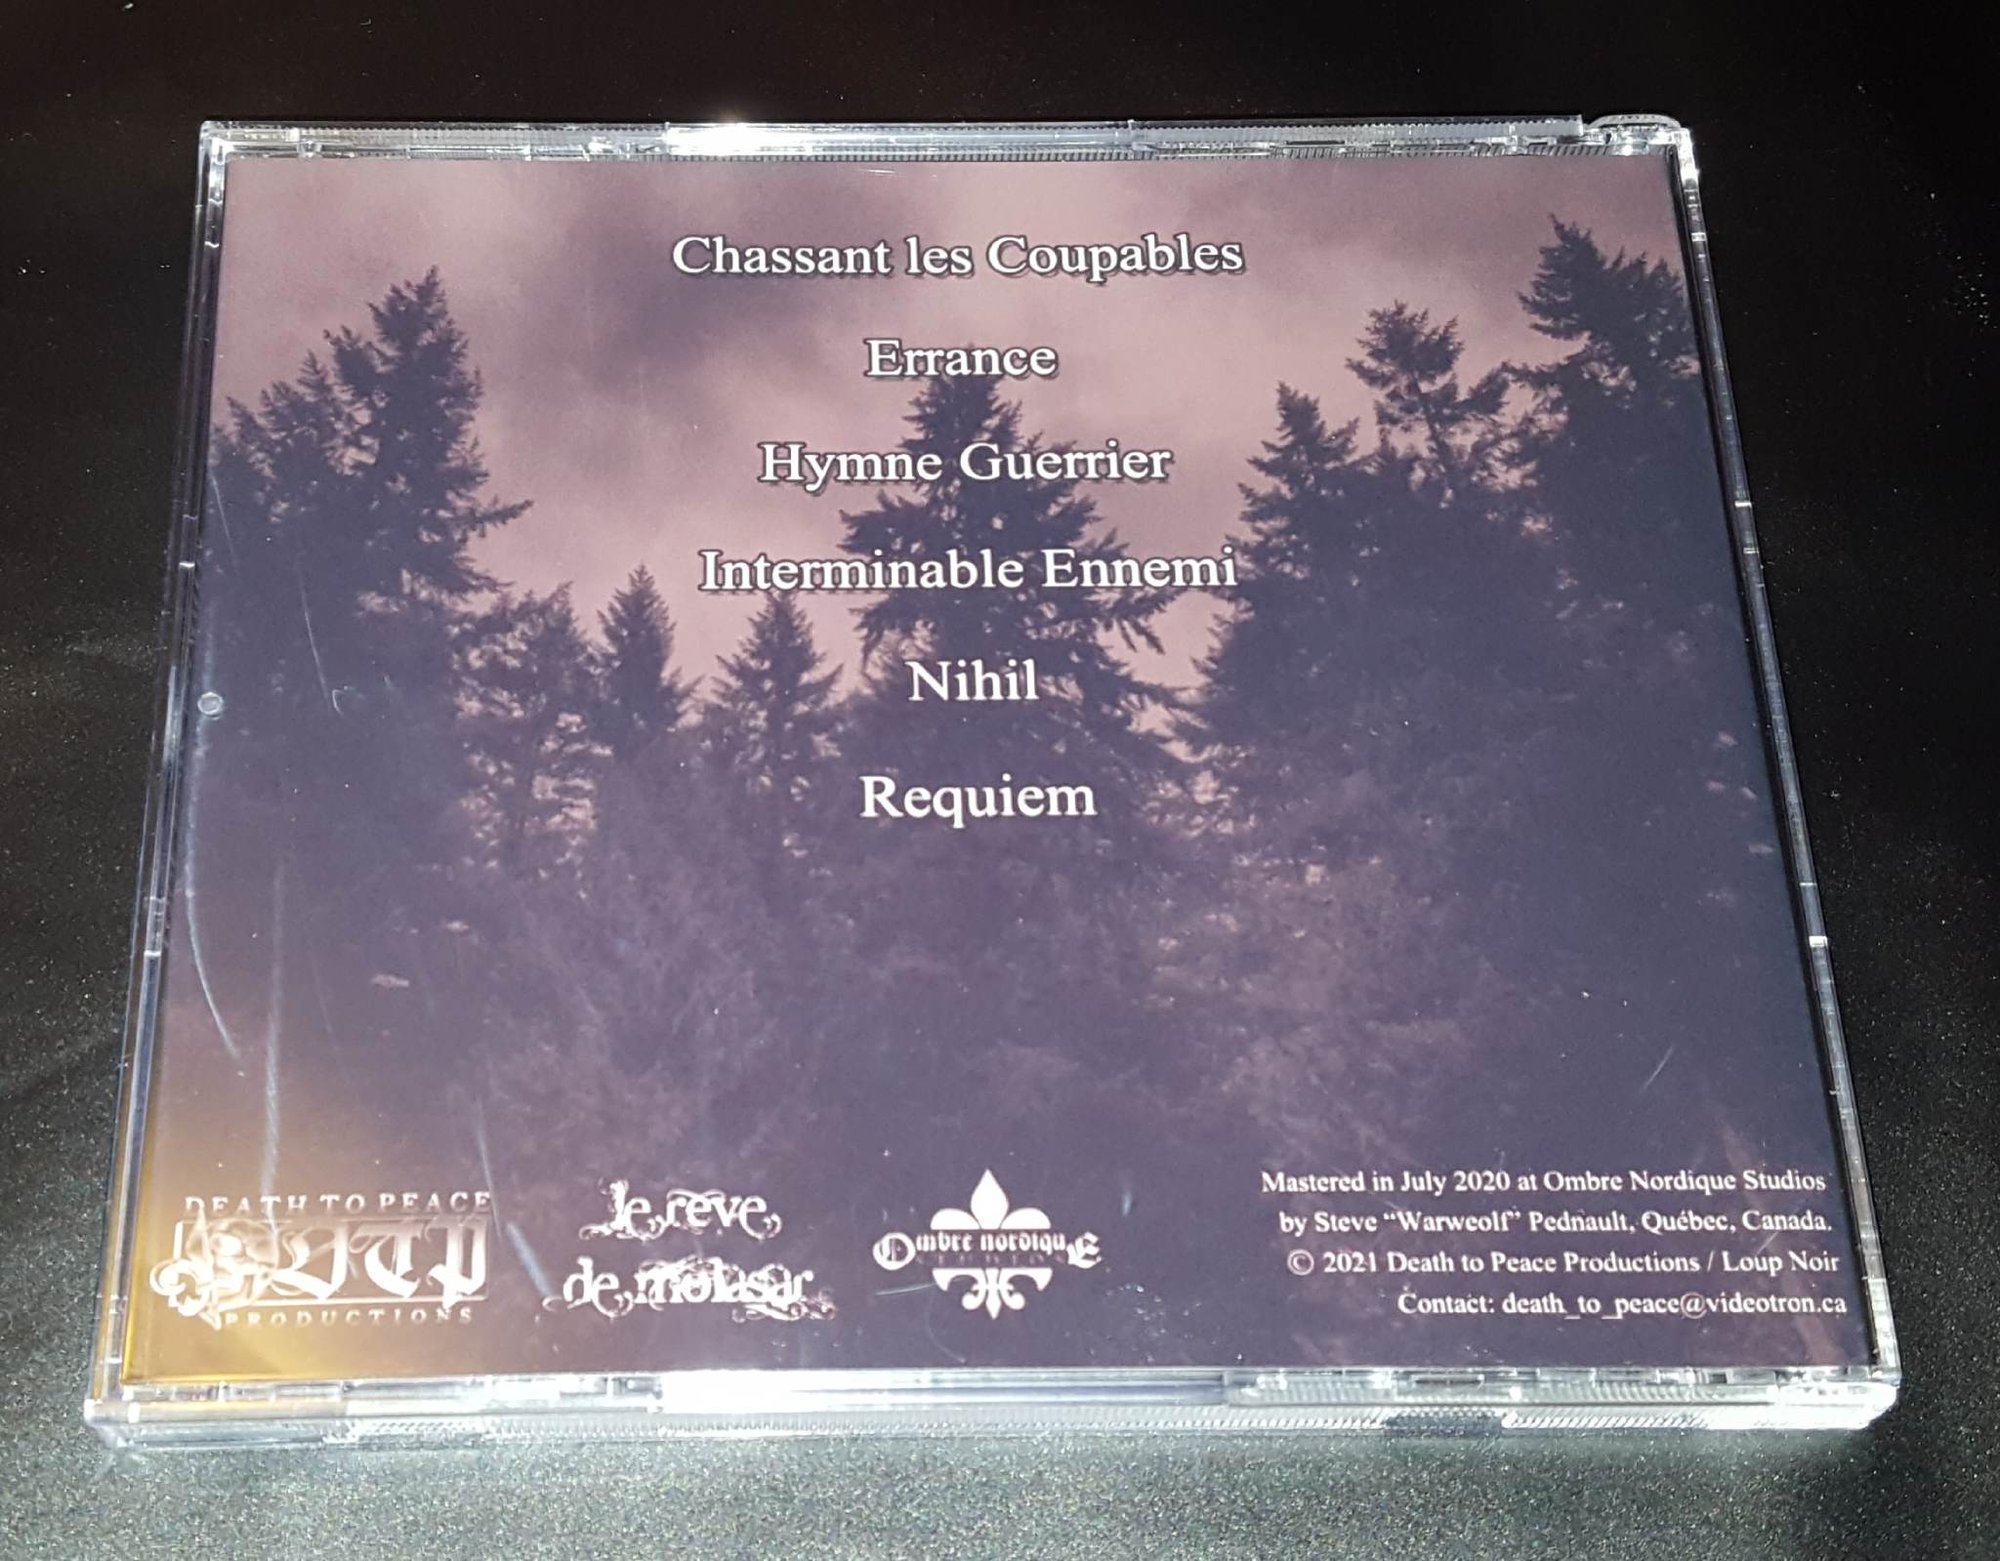 Chassant les Coupables
Errance
Hymne Guerrier
Interminable Ennemi
Nihil
Requiem
DEATH TO PEACE
DTP
PRODUCTIONS
le rêve
de molasar
Ombre nordiquE
Mastered in July 2020 at Ombre Nordique Studios
by Steve “Warweolf” Pednault, Québec, Canada.
© 2021 Death to Peace Productions / Loup Noir
Contact: death_to_peace@videotron.ca